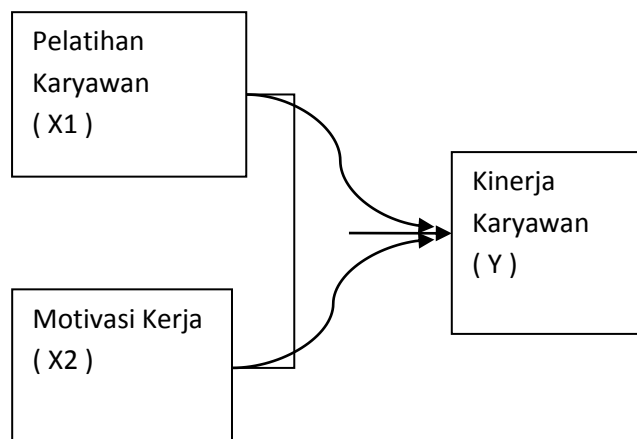 Pelatihan
Karyawan
( X1 )
Kinerja
Karyawan
( Y )
Motivasi Kerja
( X2 )